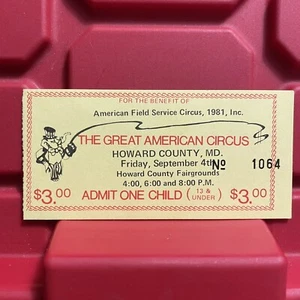 FOR THE BENEFIT OF
American Field Service Circus, 1981, Inc.
THE GREAT AMERICAN CIRCUS
HOWARD COUNTY, MD.
Friday, September 4th
No 1064
Howard County Fairgrounds
4:00, 6:00 and 8:00 P.M.
$3.00 ADMIT ONE CHILD (13 & UNDER) $3.00